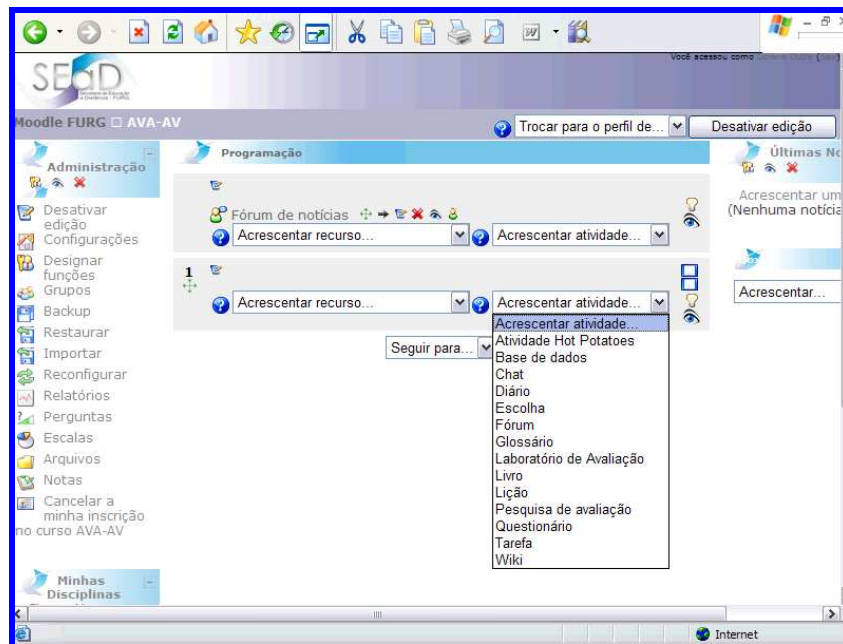 Você acessou como
SEaD
Moodle FURG □ AVA-AV
Trocar para o perfil de...
Desativar edição
Administração
Desativar
edição
Configurações
Designar
funções
Grupos
Backup
Restaurar
Importar
Reconfigurar
Relatórios
Perguntas
Escalas
Arquivos
Notas
Cancelar a
minha inscrição
no curso AVA-AV
Minhas
Disciplinas
Programação
Fórum de notícias
Acrescentar recurso...
Acrescentar atividade...
1
Acrescentar recurso...
Acrescentar atividade...
Acrescentar atividade...
Atividade Hot Potatoes
Base de dados
Chat
Diário
Escolha
Fórum
Glossário
Laboratório de Avaliação
Livro
Lição
Pesquisa de avaliação
Questionário
Tarefa
Wiki
Seguir para...
Últimas No
Acrescentar um
(Nenhuma notícia
Acrescentar...
Internet